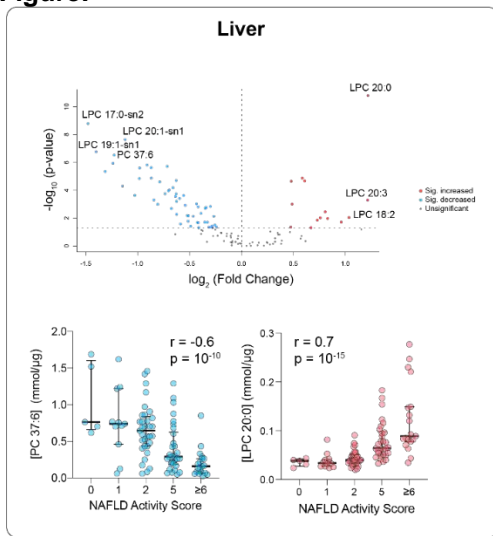 Figure.
Liver
LPC 20:0
LPC 17:0-sn2
LPC 20:1-sn1
LPC 19:1-sn1
PC 37:6
LPC 20:3
LPC 18:2
-log10 (p-value)
10
8
6
4
2
0
-1.5
-1.0
-0.5
0.0
0.5
1.0
log2 (Fold Change)
Sig. increased
Sig. decreased
Unsignificant
[PC 37:6] (mmol/µg)
2.0
1.5
1.0
0.5
0.0
r = -0.6
p = 10-10
0 1 2 5 ≥6
NAFLD Activity Score
[LPC 20:0] (mmol/µg)
0.3
0.2
0.1
0.0
r = 0.7
p = 10-15
0 1 2 5 ≥6
NAFLD Activity Score